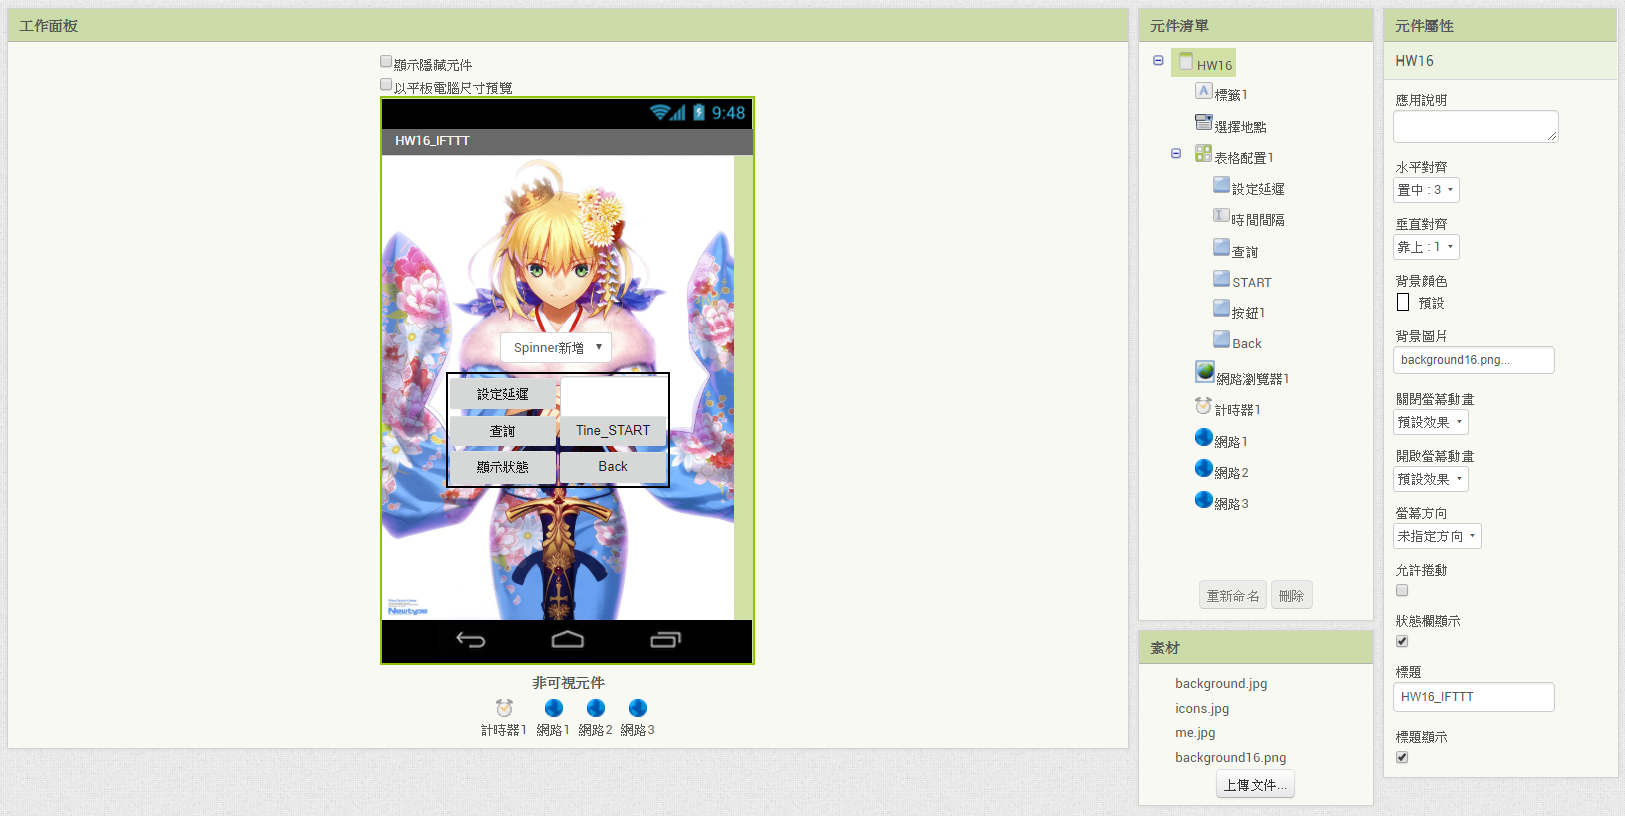 工作面板
顯示隱藏元件
以平板電腦尺寸預覽
9:48
HW16_IFTTT
Spinner新增
設定延遲
查詢
Tine_START
顯示狀態
Back
Newtype
非可視元件
計時器1
網路1
網路2
網路3
元件清單
HW16
標籤1
選擇地點
表格配置1
設定延遲
時間間隔
查詢
START
按鈕1
Back
網路瀏覽器1
計時器1
網路1
網路2
網路3
重新命名
刪除
素材
background.jpg
icons.jpg
me.jpg
background16.png
上傳文件...
元件屬性
HW16
應用說明
水平對齊
置中 : 3
垂直對齊
靠上 : 1
背景顏色
預設
背景圖片
background16.png...
關閉螢幕動畫
預設效果
開啟螢幕動畫
預設效果
螢幕方向
未指定方向
允許捲動
狀態欄顯示
標題
HW16_IFTTT
標題顯示